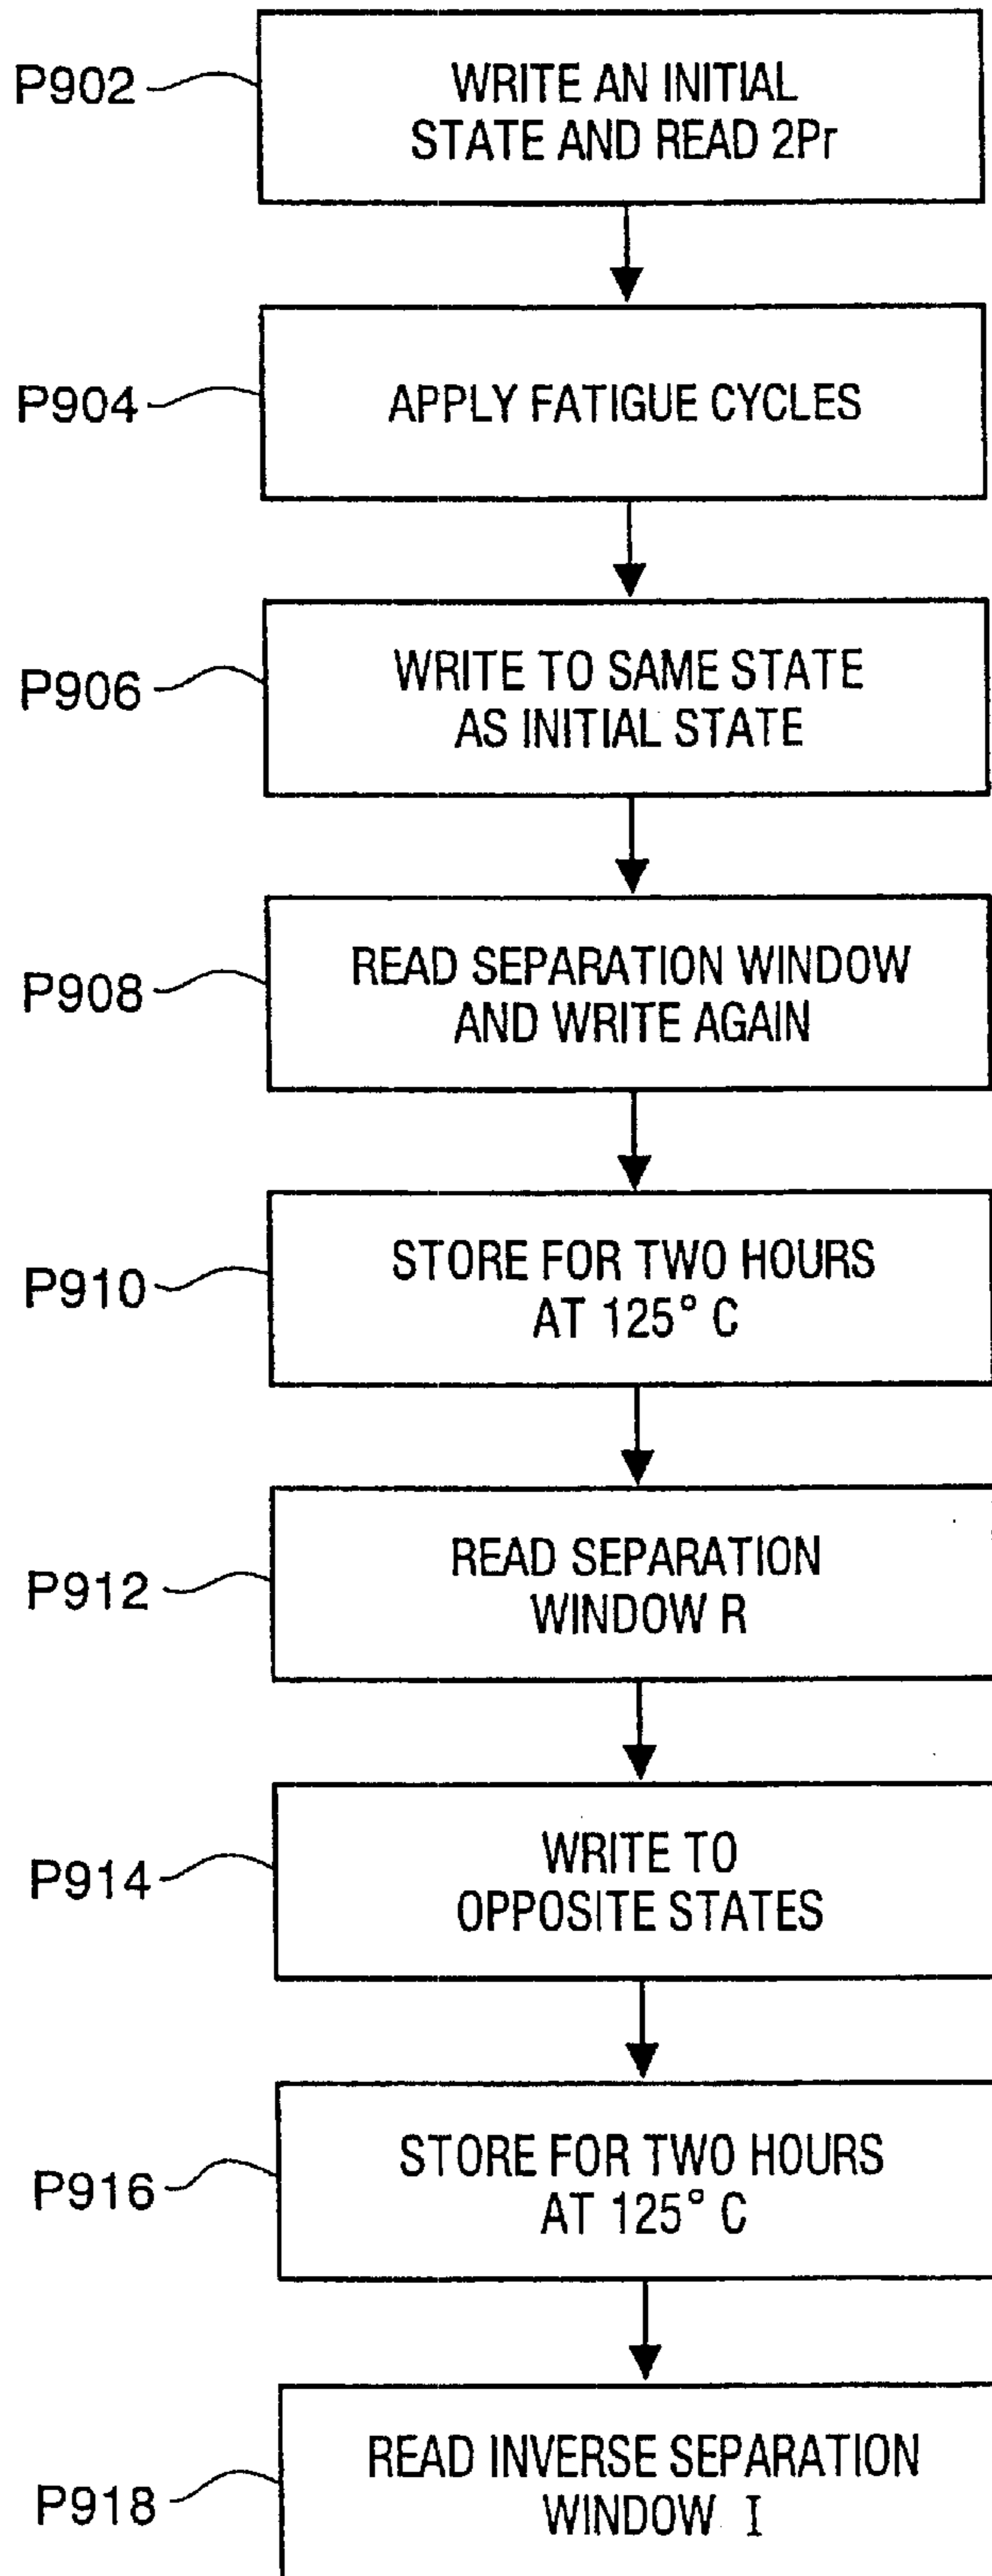 P902
WRITE AN INITIAL
STATE AND READ 2Pr
P904
APPLY FATIGUE CYCLES
P906
WRITE TO SAME STATE
AS INITIAL STATE
P908
READ SEPARATION WINDOW
AND WRITE AGAIN
P910
STORE FOR TWO HOURS
AT 125° C
P912
READ SEPARATION
WINDOW R
P914
WRITE TO
OPPOSITE STATES
P916
STORE FOR TWO HOURS
AT 125° C
P918
READ INVERSE SEPARATION
WINDOW I